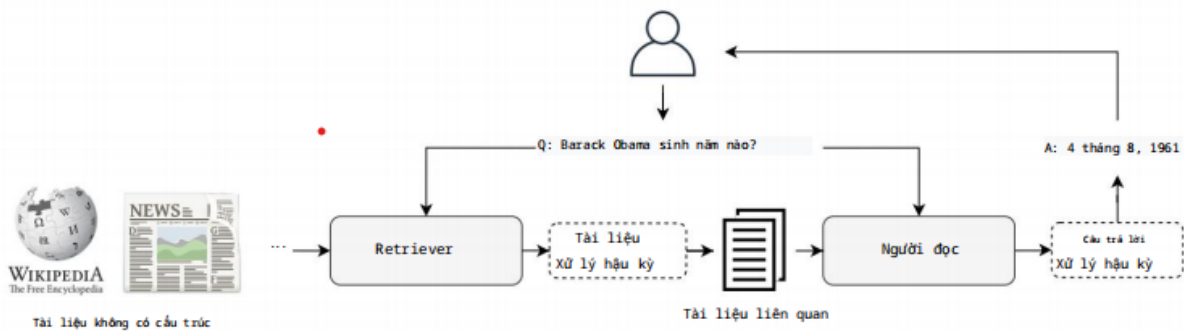 Q: Barack Obama sinh năm nào?
A: 4 tháng 8, 1961
WIKIPEDIA
The Free Encyclopedia
NEWS
...
Retriever
Tài liệu
Xử lý hậu kỳ
Người đọc
Câu trả lời
Xử lý hậu kỳ
Tài liệu không có cấu trúc
Tài liệu liên quan